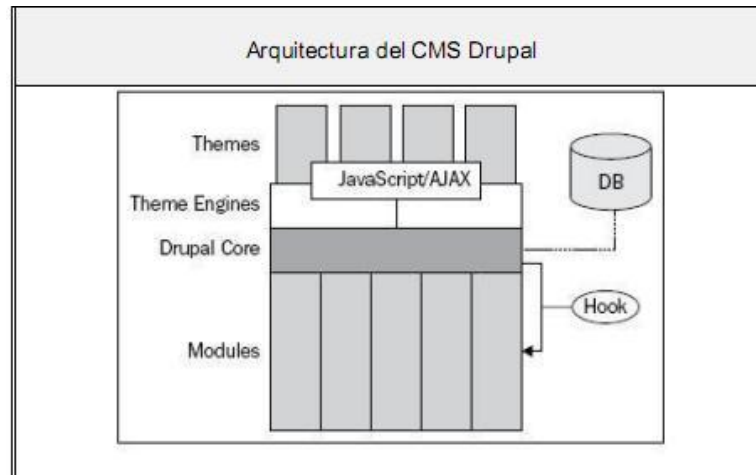 Arquitectura del CMS Drupal
Themes
JavaScript/AJAX
DB
Theme Engines
Drupal Core
Hook
Modules